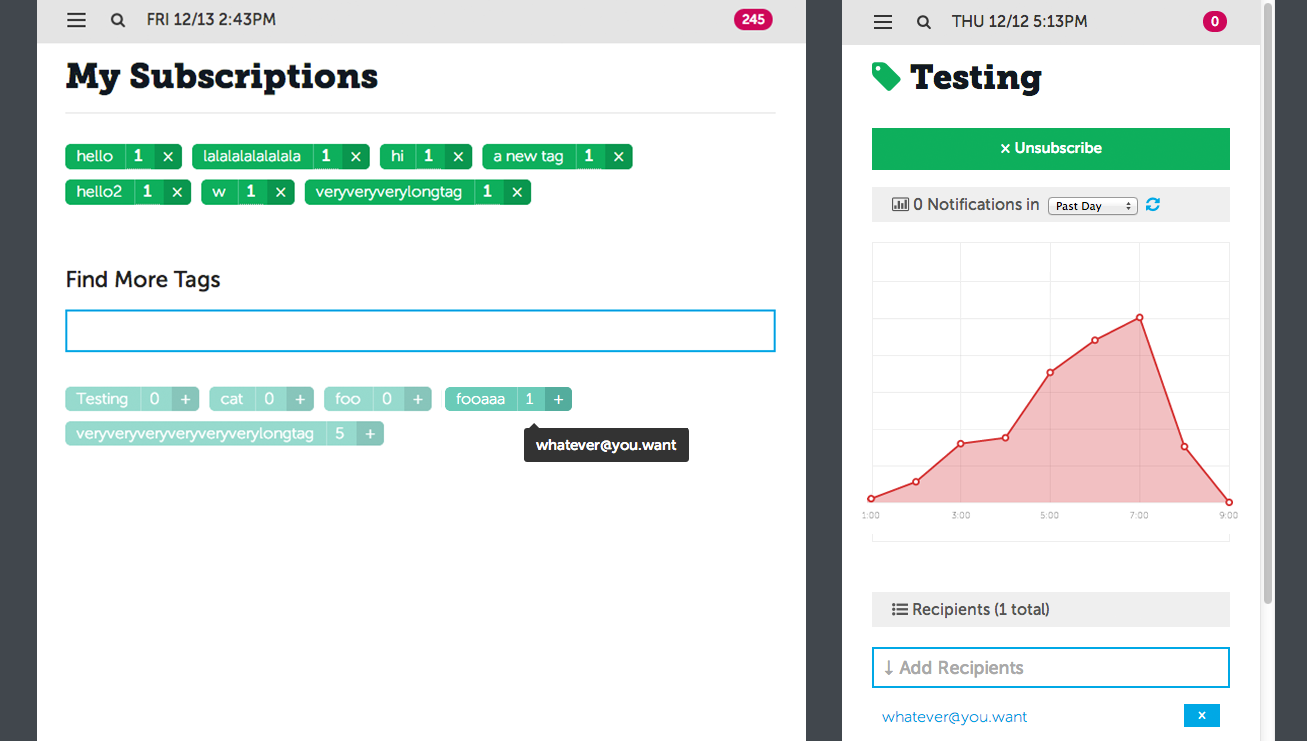 FRI 12/13 2:43PM
245
My Subscriptions
hello 1 × lalalalalalalala 1 × hi 1 × a new tag 1 ×
hello2 1 × w 1 × veryveryverylongtag 1 ×
Find More Tags
Testing 0 + cat 0 + foo 0 + fooaaa 1 +
veryveryveryveryverylongtag 5 +
whatever@you.want
THU 12/12 5:13PM
0
Testing
× Unsubscribe
0 Notifications in Past Day
1:00 3:00 5:00 7:00 9:00
Recipients (1 total)
↓ Add Recipients
whatever@you.want ×